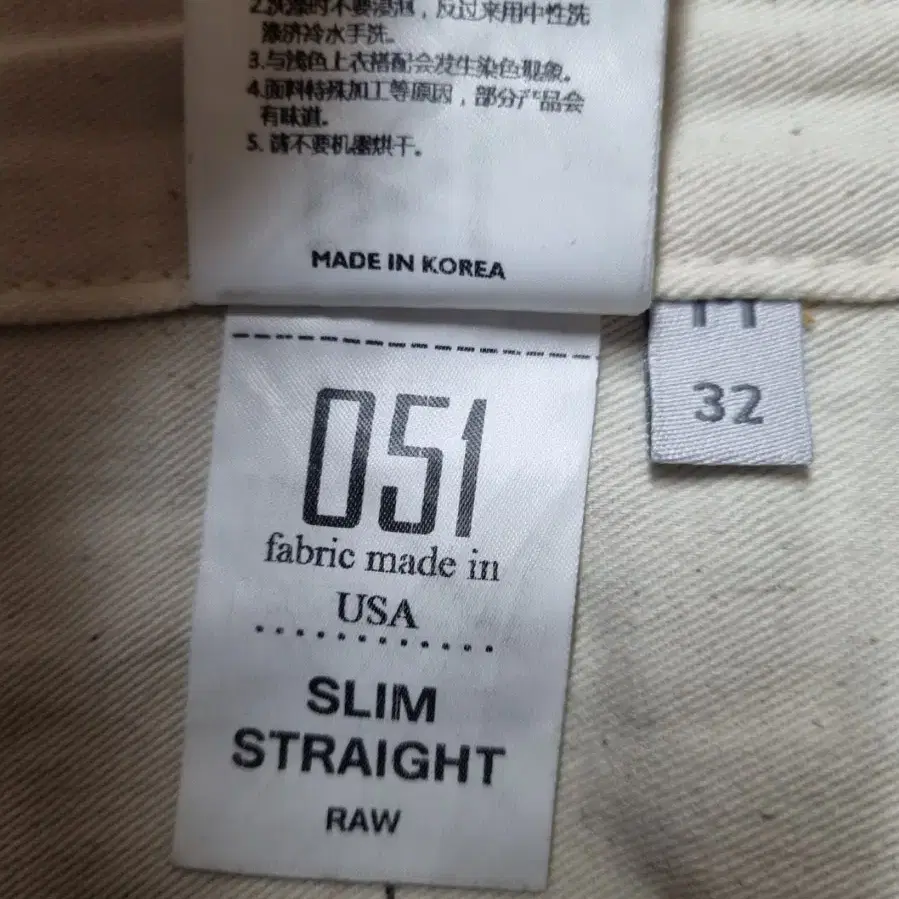 2.洗涤时不要浸泡，反过来用中性洗
涤济冷水手洗。
3.与浅色上衣搭配会发生染色现象。
4.面料特殊加工等原因，部分产品会
有味道。
5. 请不要机器烘干。
MADE IN KOREA
32
051
fabric made in
USA
SLIM
STRAIGHT
RAW